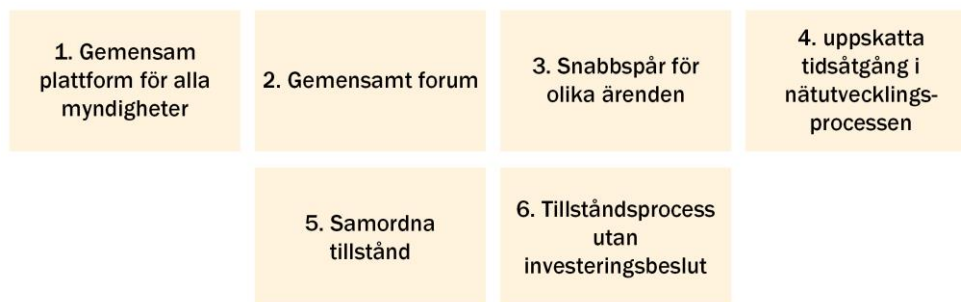 1. Gemensam
plattform för alla
myndigheter
2. Gemensamt forum
3. Snabbspår för
olika ärenden
4. uppskatta
tidsåtgång i
nätutvecklings-
processen
5. Samordna
tillstånd
6. Tillståndsprocess
utan
investeringsbeslut